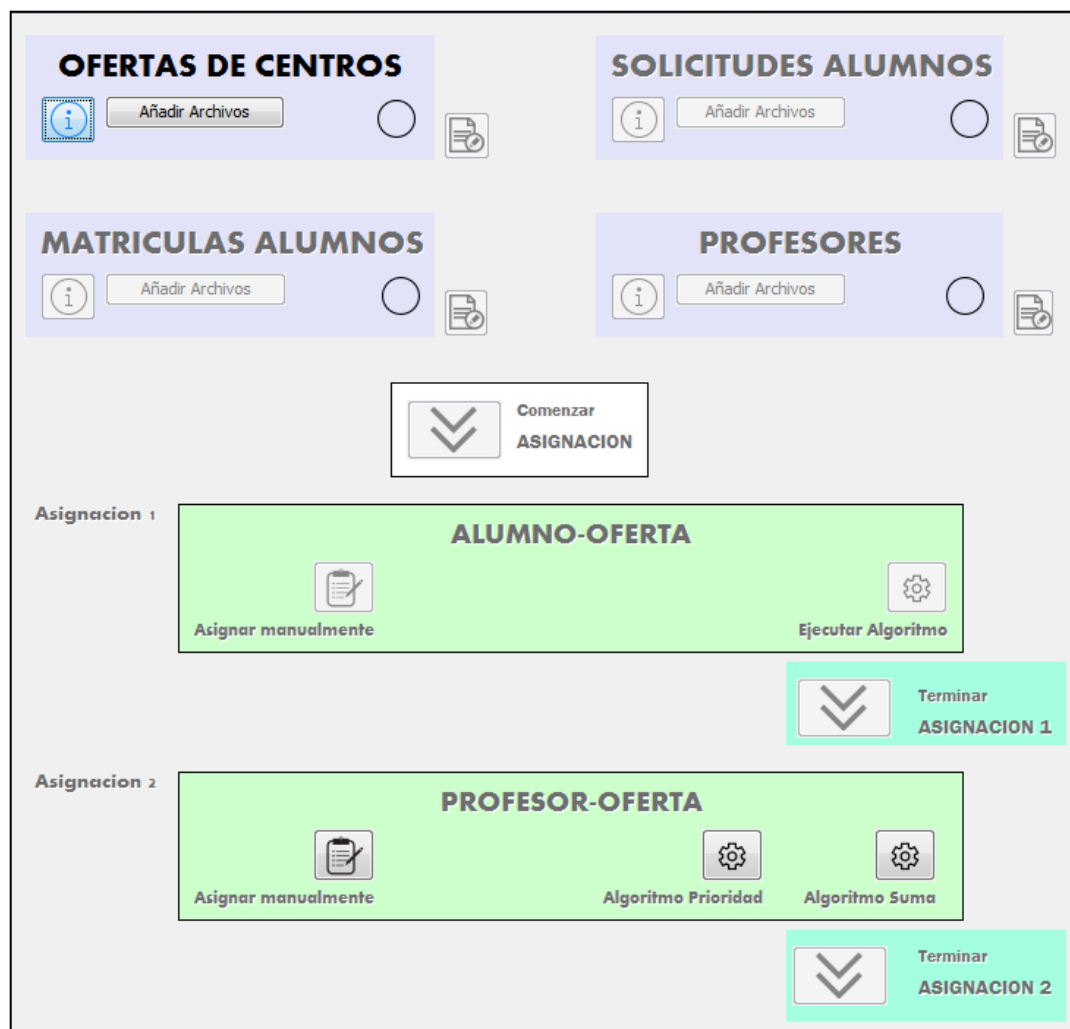 OFERTAS DE CENTROS
Añadir Archivos
SOLICITUDES ALUMNOS
Añadir Archivos
MATRICULAS ALUMNOS
Añadir Archivos
PROFESORES
Añadir Archivos
Comenzar
ASIGNACION
Asignacion 1
ALUMNO-OFERTA
Asignar manualmente
Ejecutar Algoritmo
Terminar
ASIGNACION 1
Asignacion 2
PROFESOR-OFERTA
Asignar manualmente
Algoritmo Prioridad
Algoritmo Suma
Terminar
ASIGNACION 2